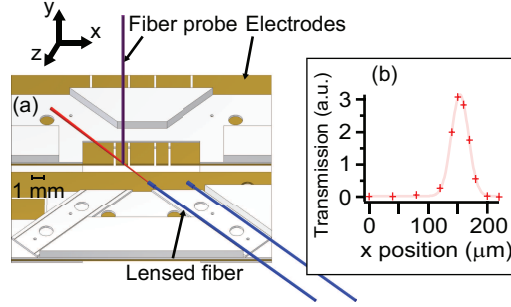 y
x
z
Fiber probe
Electrodes
(a)
1 mm
Lensed fiber
(b)
Transmission (a.u.)
3
2
1
0
0
100
200
x position (μm)